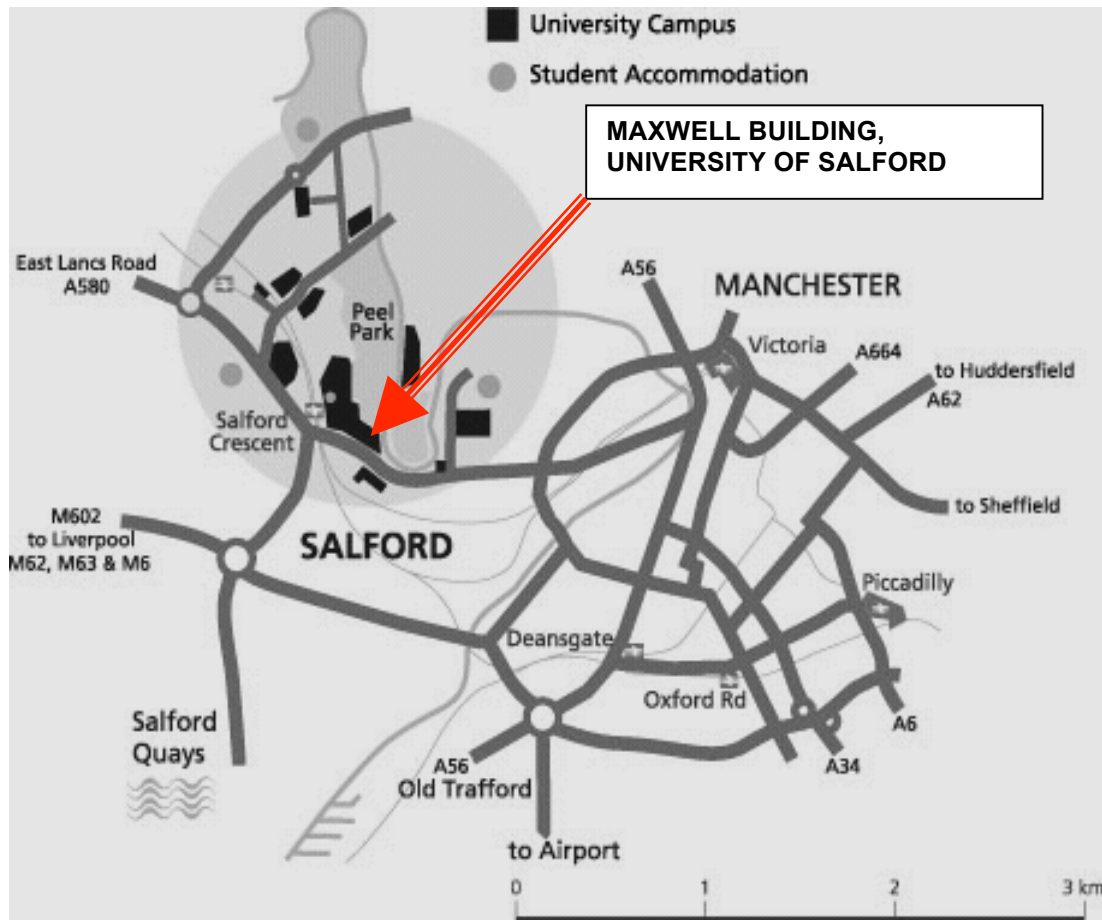 University Campus
Student Accommodation
MAXWELL BUILDING,
UNIVERSITY OF SALFORD
East Lancs Road
A580
A56
MANCHESTER
Victoria
A664
to Huddersfield
A62
Peel
Park
Salford
Crescent
to Sheffield
M602
to Liverpool
M62, M63 & M6
SALFORD
Piccadilly
Deansgate
Oxford Rd
Salford
Quays
A6
A56
A34
Old Trafford
to Airport
0
1
2
3 km